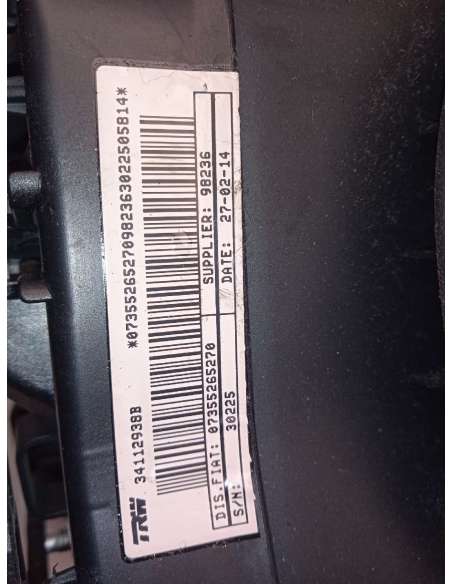 TRW 34112938B *07355265270982363022505814*
DIS.FIAT: 07355265270 SUPPLIER: 98236
S/N: 30225 DATE: 27-02-14